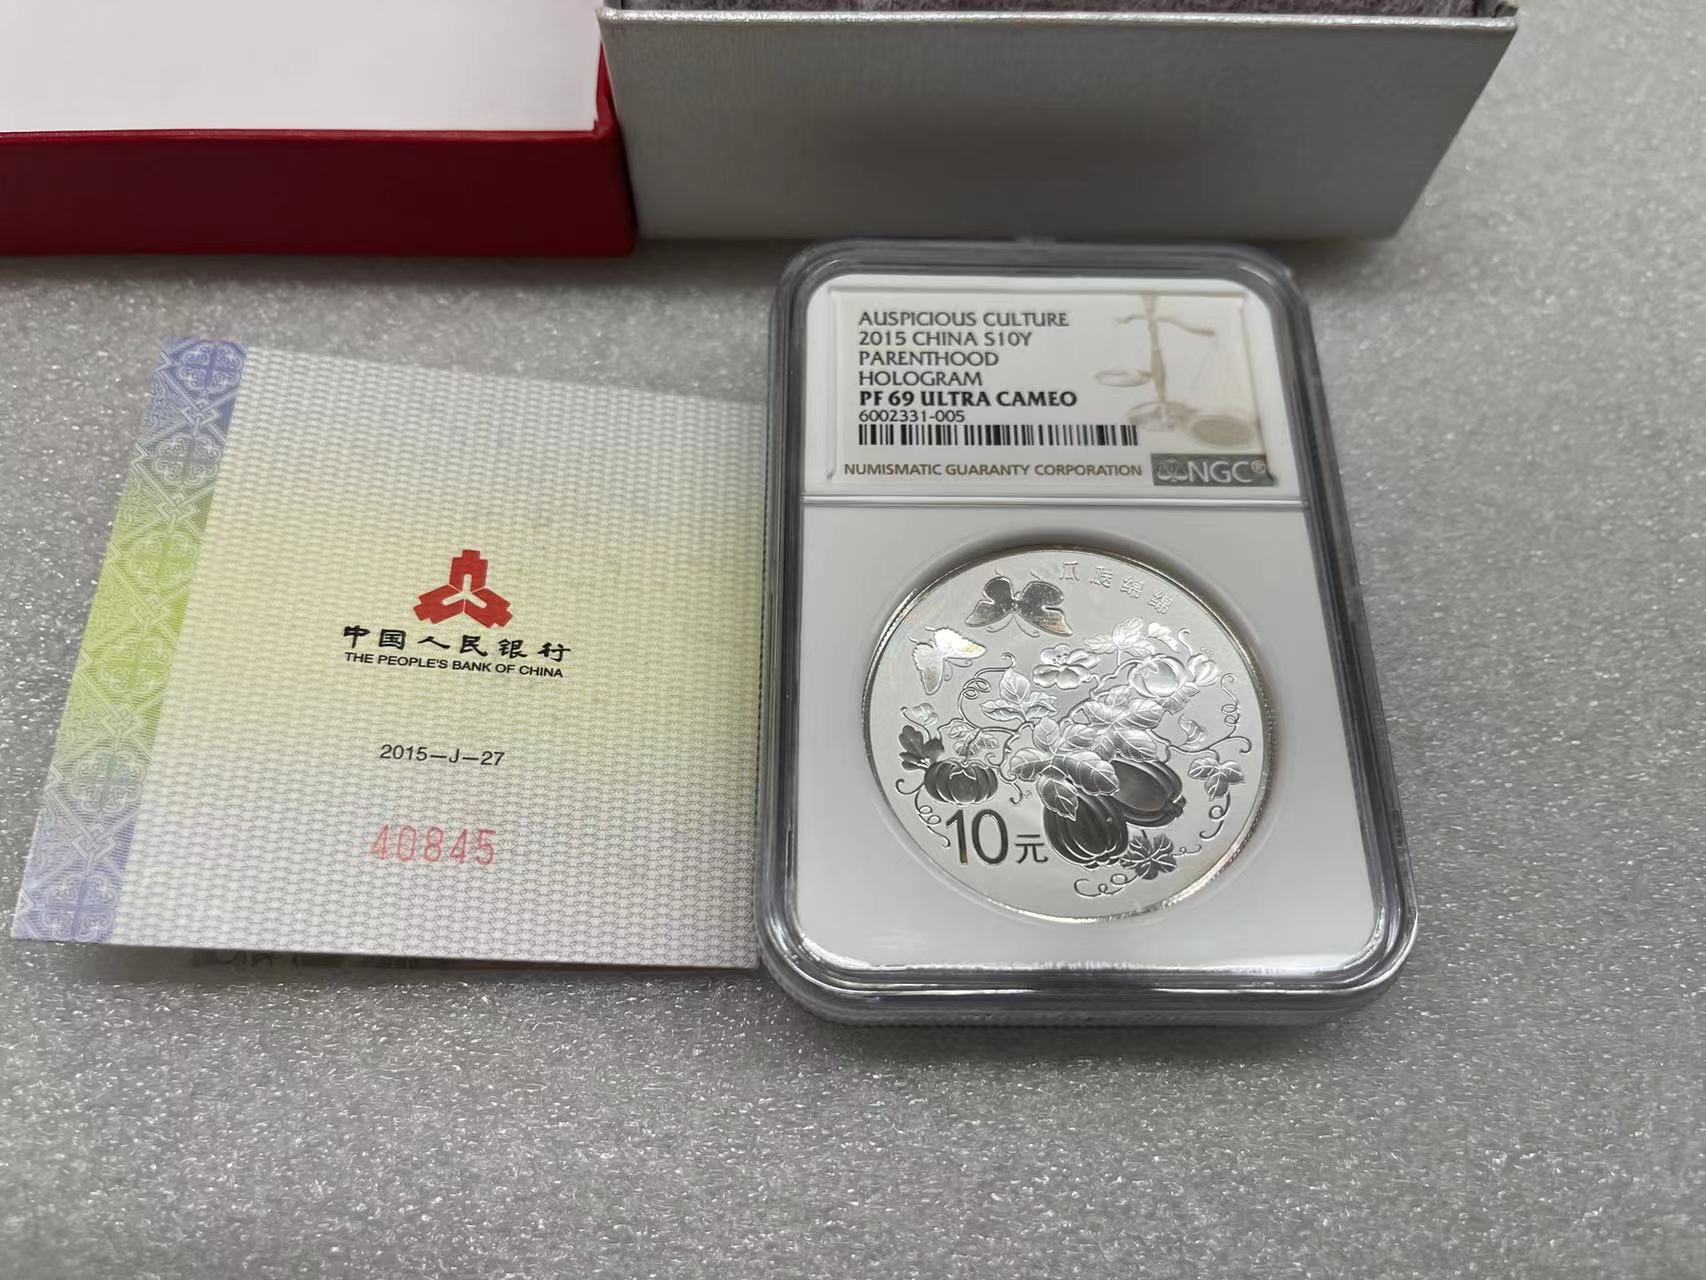 中国人民银行
THE PEOPLE'S BANK OF CHINA
2015—J—27
40845
AUSPICIOUS CULTURE
2015 CHINA S10Y
PARENTHOOD
HOLOGRAM
PF 69 ULTRA CAMEO
6002331-005
NUMISMATIC GUARANTY CORPORATION NGC®
瓜瓞绵绵
10元